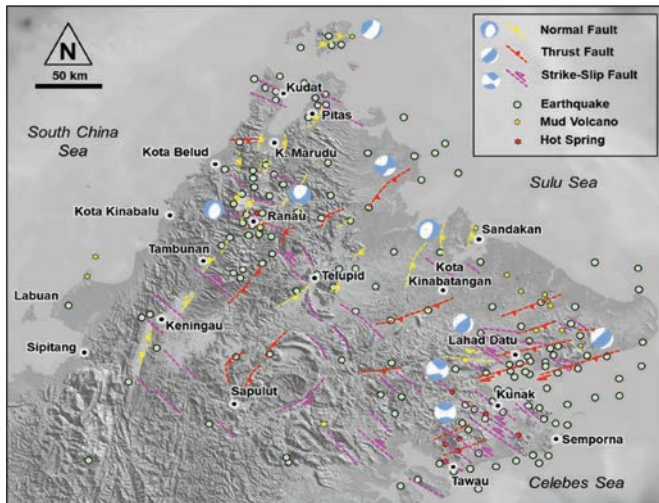 N
50 km
Normal Fault
Thrust Fault
Strike-Slip Fault
Earthquake
Mud Volcano
Hot Spring
Kudat
Pitas
South China
Sea
K. Marudu
Kota Belud
Sulu Sea
Kota Kinabalu
Ranau
Sandakan
Tambunan
Telupid
Kota
Kinabatangan
Labuan
Keningau
Lahad Datu
Sipitang
Sapulut
Kunak
Semporna
Tawau
Celebes Sea